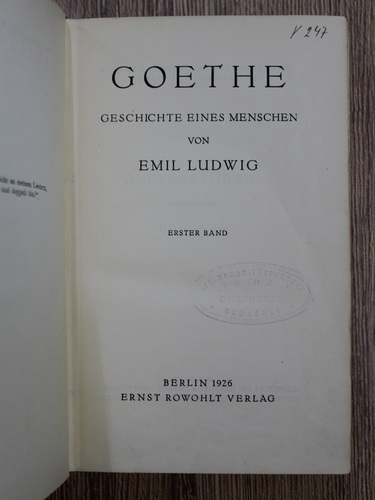 V 247
GOETHE
GESCHICHTE EINES MENSCHEN
VON
EMIL LUDWIG
ERSTER BAND
BERLIN 1926
ERNST ROWOHLT VERLAG